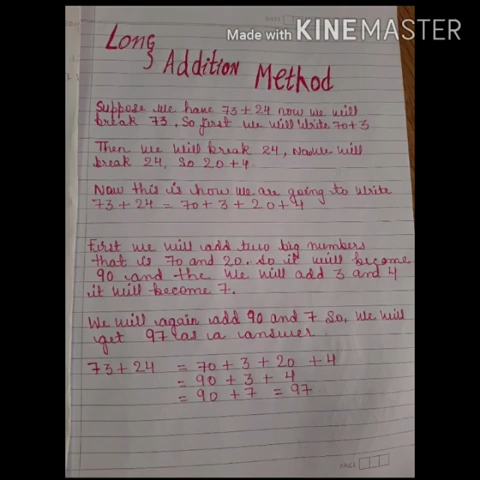 Made with KINEMASTER
Long
Addition Method
Suppose we have 73+24 now we will
break 73. So first we will write 70+3
Then we will break 24, Now we will
break 24, So 20+4.
Now this is how we are going to write
73+24 = 70+3+20+4
First we will add two big numbers
that is 70 and 20. So it will become
90 and the we will add 3 and 4
it will become 7.
We will again add 90 and 7 So, we will
get 97 as a answer
73+24 = 70+3+20 +4
= 90+3+4
= 90+7 = 97
PAGE